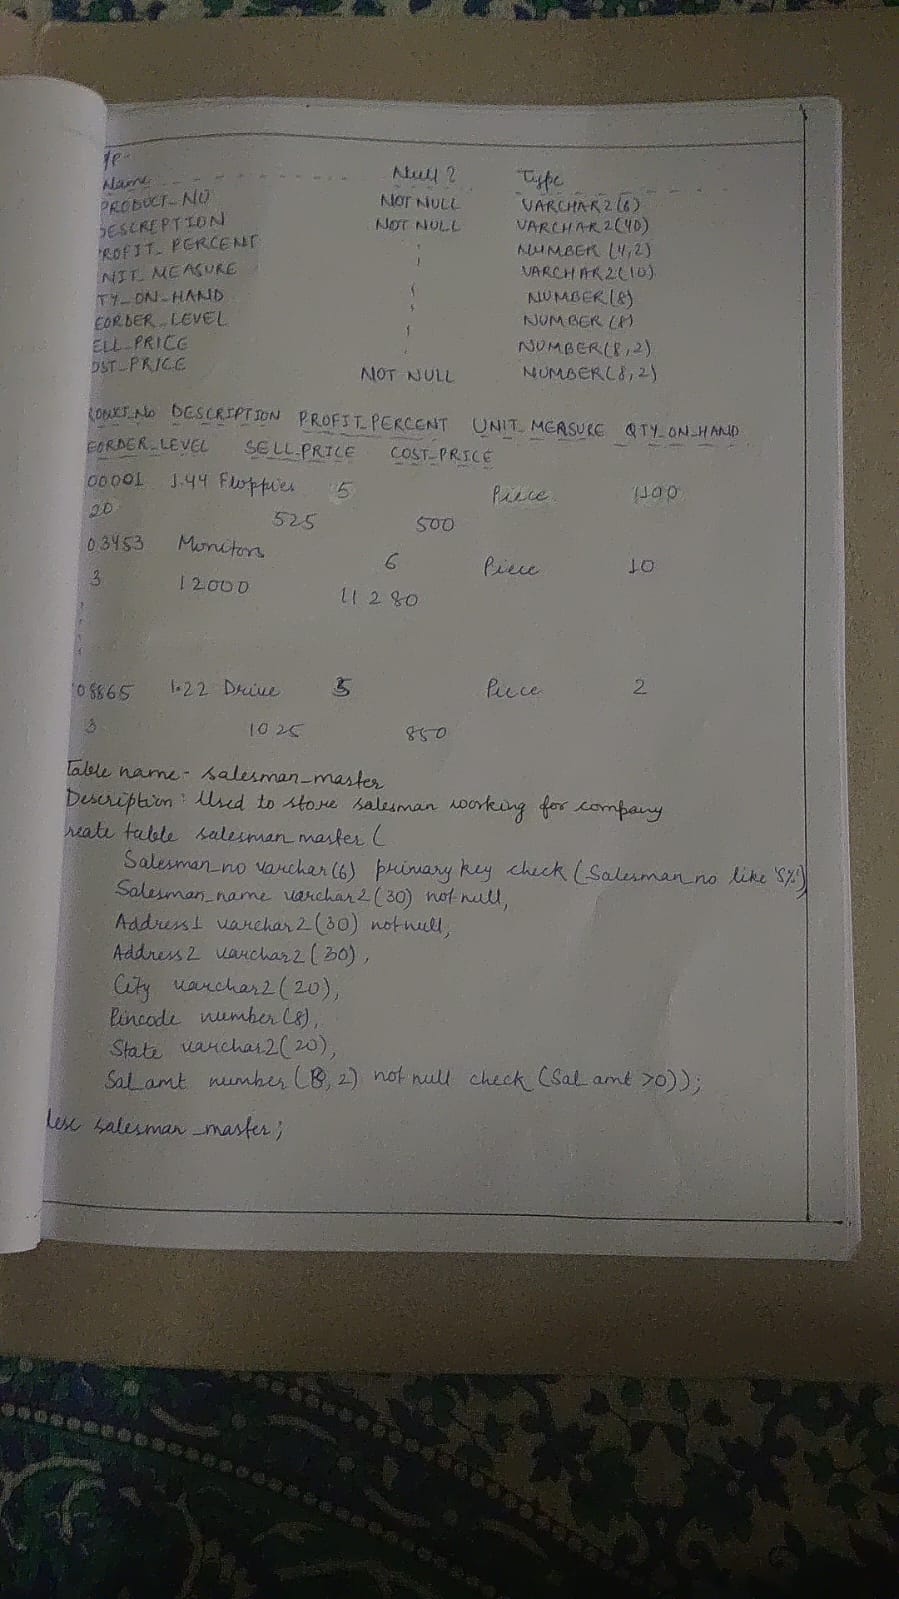 o/p-
Name Null ? Type
PRODUCT_NO NOT NULL VARCHAR2(6)
DESCREPTION NOT NULL VARCHAR2(40)
ROFIT_PERCENT NUMBER (4,2)
NIT_MEASURE VARCHAR2(10)
TY_ON_HAND NUMBER(8)
EORDER_LEVEL NUMBER (8)
ELL_PRICE NUMBER(8,2)
OST_PRICE NOT NULL NUMBER(8,2)
RODUCT_NO DESCRIPTION PROFIT_PERCENT UNIT_MEASURE QTY_ON_HAND
EORDER_LEVEL SELL_PRICE COST_PRICE
00001 1.44 Floppies 5 Piece 1100
20 525 500
03453 Monitors 6 Piece 10
3 12000 11280
08865 1.22 Drive 5 Piece 2
3 1025 850
Table name - salesman_master
Description : Used to store salesman working for company
reate table salesman_master (
Salesman_no varchar(6) primary key check (Salesman_no like 'S%')
Salesman_name varchar2(30) not null,
Address1 varchar2(30) not null,
Address2 varchar2(30),
City varchar2(20),
Pincode number(8),
State varchar2(20),
Sal_amt number (8,2) not null check (Sal_amt >0));
desc salesman_master;